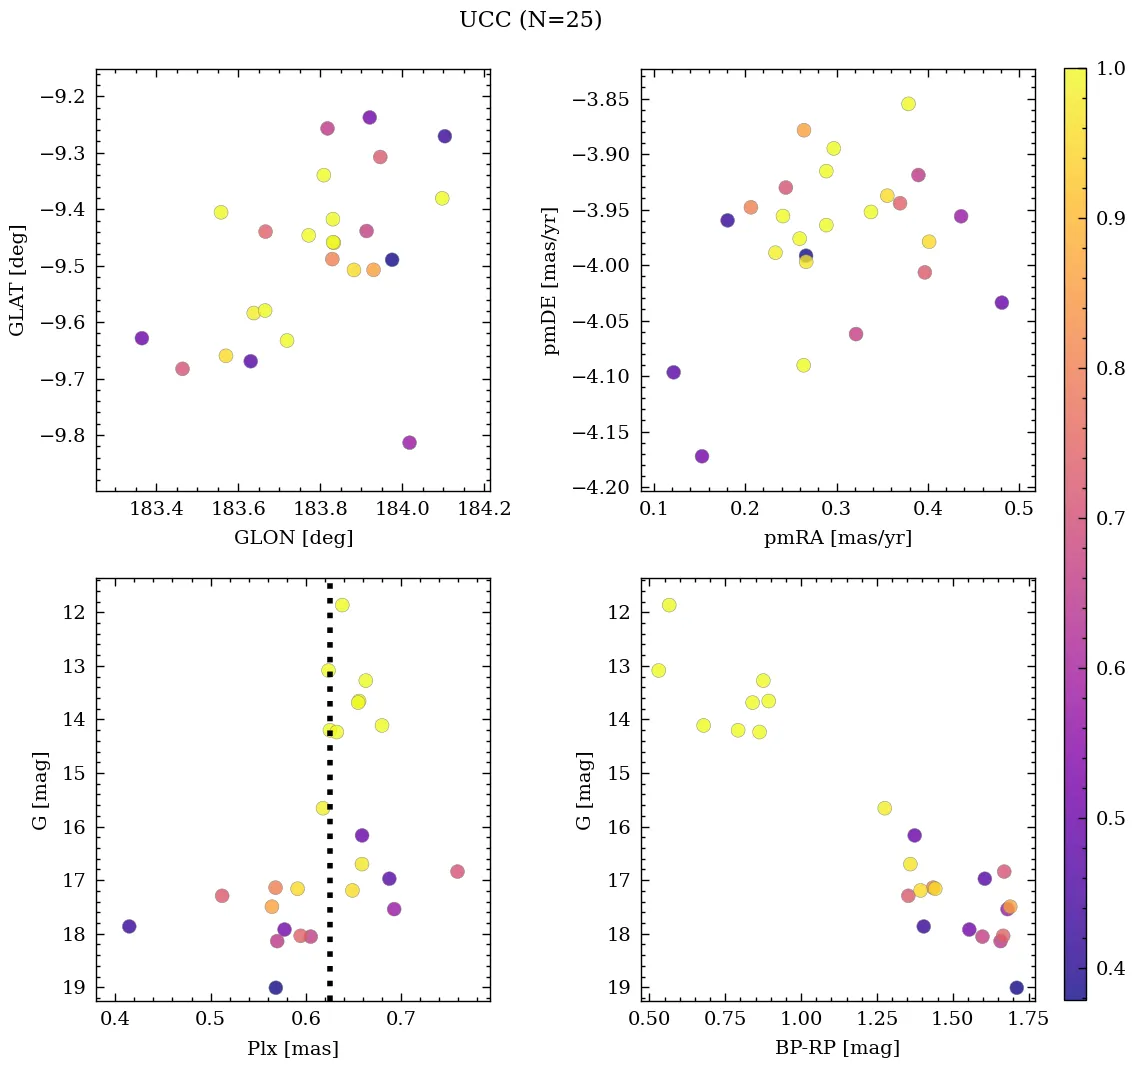 UCC (N=25)
−9.2
−9.3
−9.4
−9.5
−9.6
−9.7
−9.8
GLAT [deg]
183.4 183.6 183.8 184.0 184.2
GLON [deg]
−3.85
−3.90
−3.95
−4.00
−4.05
−4.10
−4.15
−4.20
pmDE [mas/yr]
0.1 0.2 0.3 0.4 0.5
pmRA [mas/yr]
12
13
14
15
16
17
18
19
G [mag]
0.4 0.5 0.6 0.7
Plx [mas]
12
13
14
15
16
17
18
19
G [mag]
0.50 0.75 1.00 1.25 1.50 1.75
BP-RP [mag]
1.0
0.9
0.8
0.7
0.6
0.5
0.4